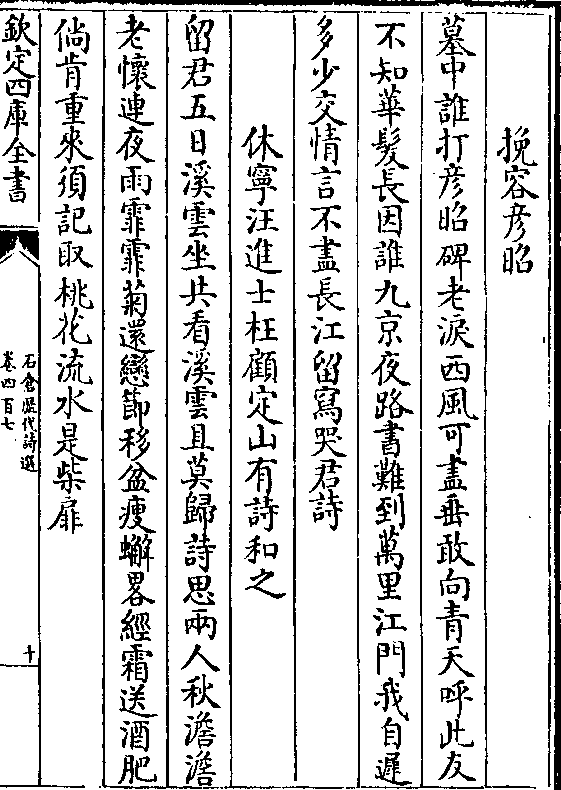 挽容彦昭
墓中誰打彦昭碑老淚西風可盡垂敢向青天呼此友
不知華髮長因誰九京夜路書難到萬里江門我自遲
多少交情言不盡長江留寫哭君詩
休寧汪進士枉顧定山有詩和之
留君五日溪雲坐共看溪雲且莫歸詩思兩人秋澹澹
老懷連夜雨霏霏菊還戀節移盆瘦蠏畧經霜送酒肥
倘肯重來須記取桃花流水是柴扉
欽定四庫全書
石倉歷代詩選
卷四百七
十